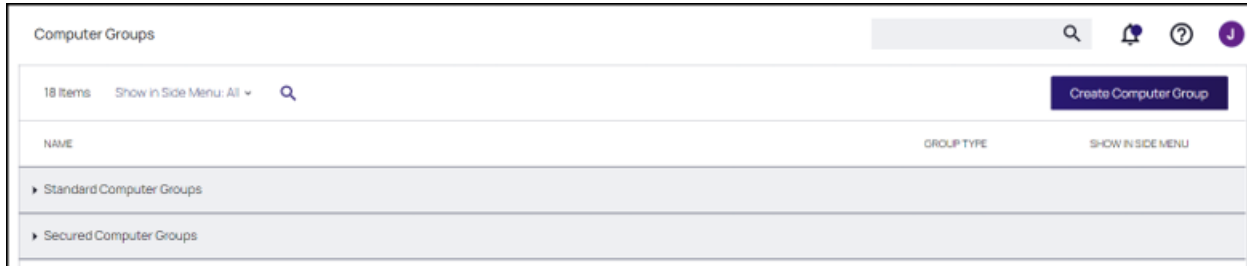 Computer Groups
J
18 Items Show in Side Menu: All
Create Computer Group
NAME GROUP TYPE SHOW IN SIDE MENU
Standard Computer Groups
Secured Computer Groups